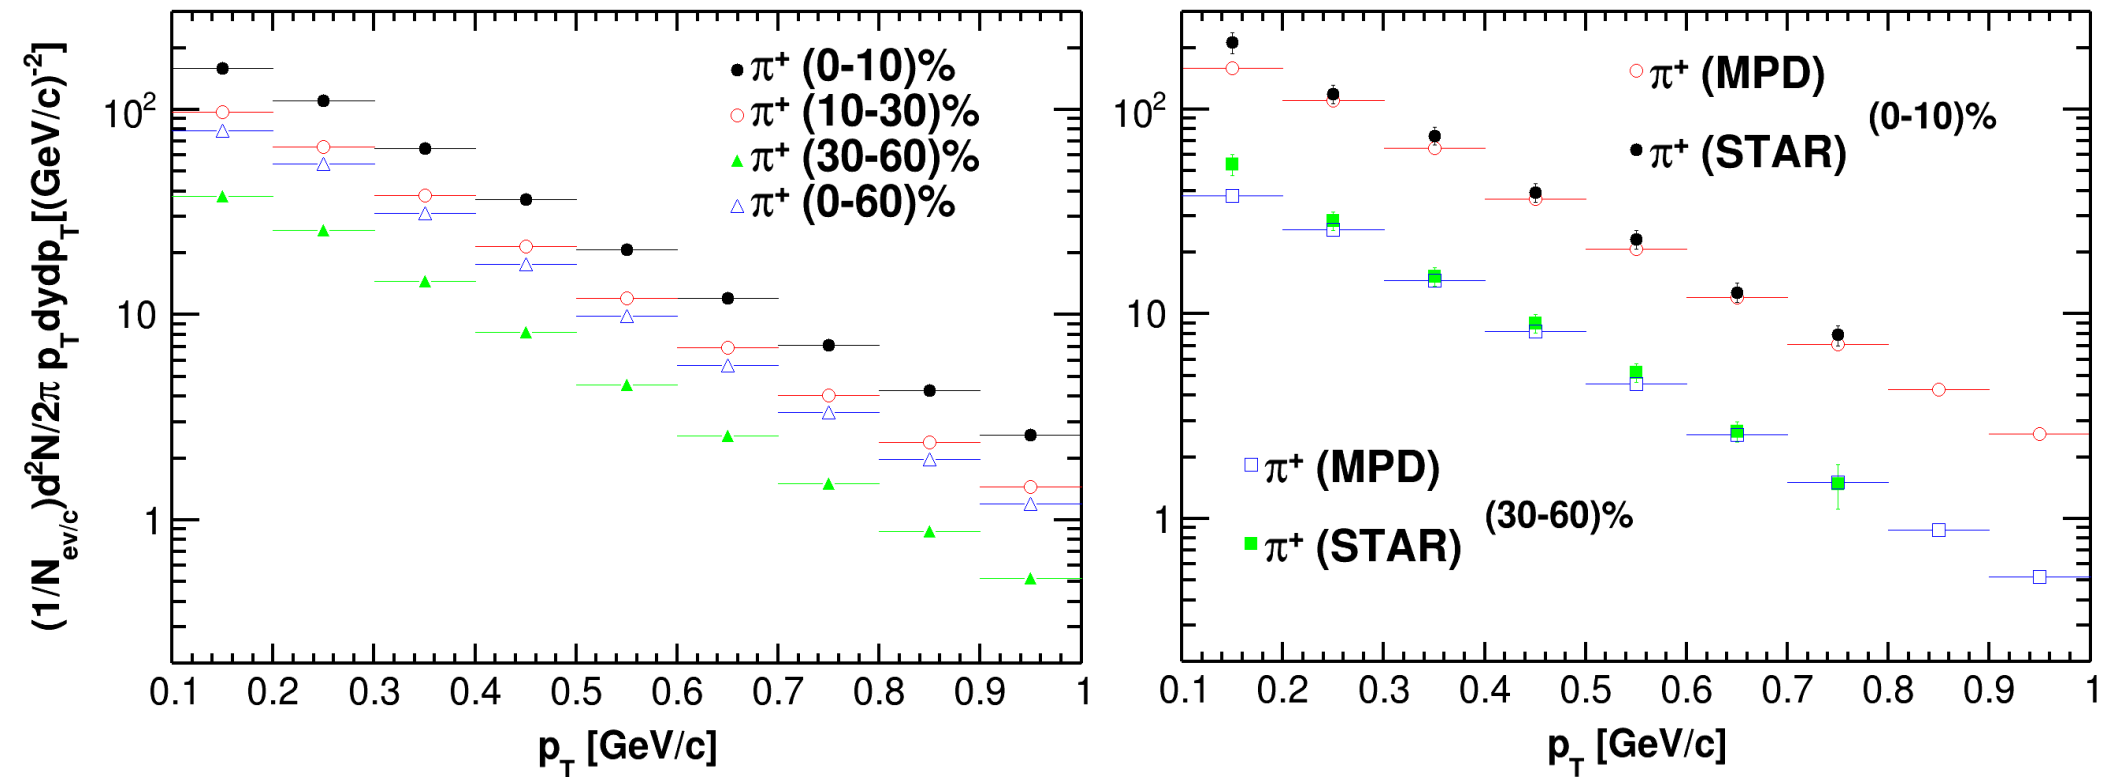 (1/N_ev/c)d²N/2π p_T dydp_T[(GeV/c)⁻²]
10²
10
1
π⁺ (0-10)%
π⁺ (10-30)%
π⁺ (30-60)%
π⁺ (0-60)%
0.1 0.2 0.3 0.4 0.5 0.6 0.7 0.8 0.9 1
p_T [GeV/c]
10²
10
1
π⁺ (MPD)
(0-10)%
π⁺ (STAR)
π⁺ (MPD)
(30-60)%
π⁺ (STAR)
0.1 0.2 0.3 0.4 0.5 0.6 0.7 0.8 0.9 1
p_T [GeV/c]